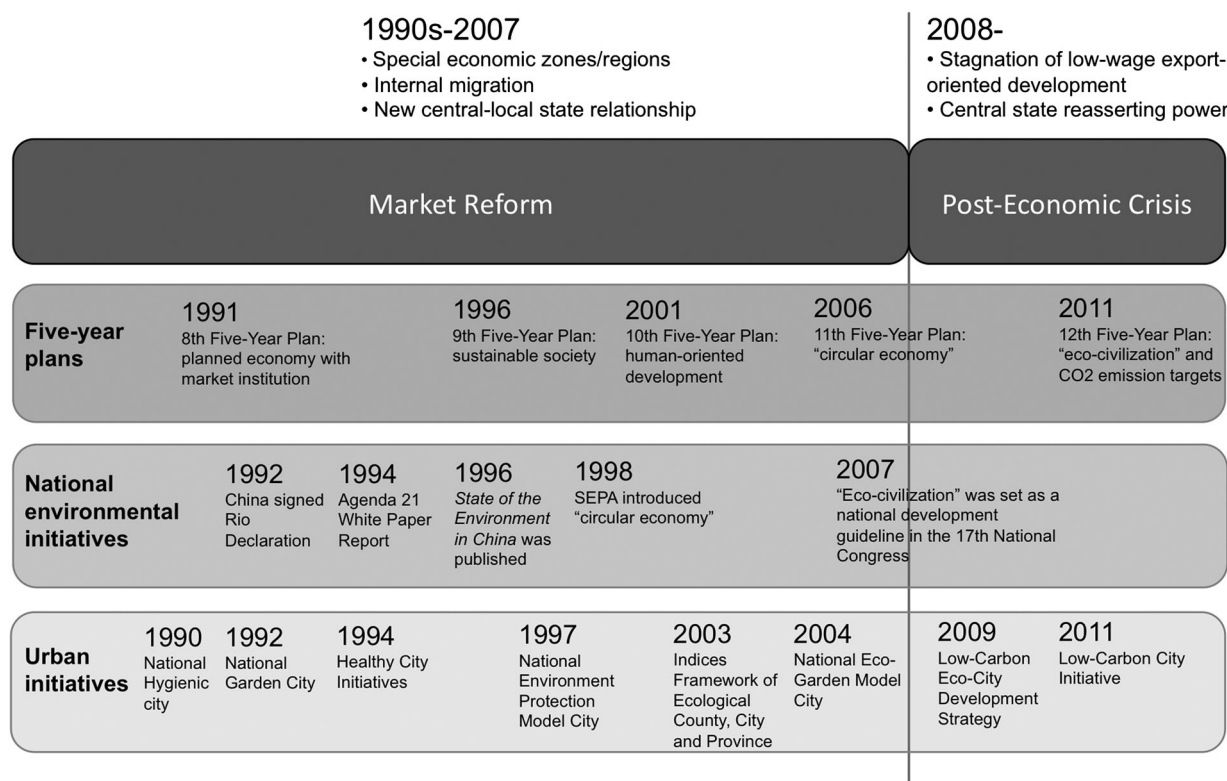 1990s-2007
• Special economic zones/regions
• Internal migration
• New central-local state relationship
2008-
• Stagnation of low-wage export-
oriented development
• Central state reasserting power
Market Reform
Post-Economic Crisis
Five-year
plans
1991
8th Five-Year Plan:
planned economy with
market institution
1996
9th Five-Year Plan:
sustainable society
2001
10th Five-Year Plan:
human-oriented
development
2006
11th Five-Year Plan:
“circular economy”
2011
12th Five-Year Plan:
“eco-civilization” and
CO2 emission targets
National
environmental
initiatives
1992
China signed
Rio
Declaration
1994
Agenda 21
White Paper
Report
1996
State of the
Environment
in China was
published
1998
SEPA introduced
“circular economy”
2007
“Eco-civilization” was set as a
national development
guideline in the 17th National
Congress
Urban
initiatives
1990
National
Hygienic
city
1992
National
Garden City
1994
Healthy City
Initiatives
1997
National
Environment
Protection
Model City
2003
Indices
Framework of
Ecological
County, City
and Province
2004
National Eco-
Garden Model
City
2009
Low-Carbon
Eco-City
Development
Strategy
2011
Low-Carbon City
Initiative